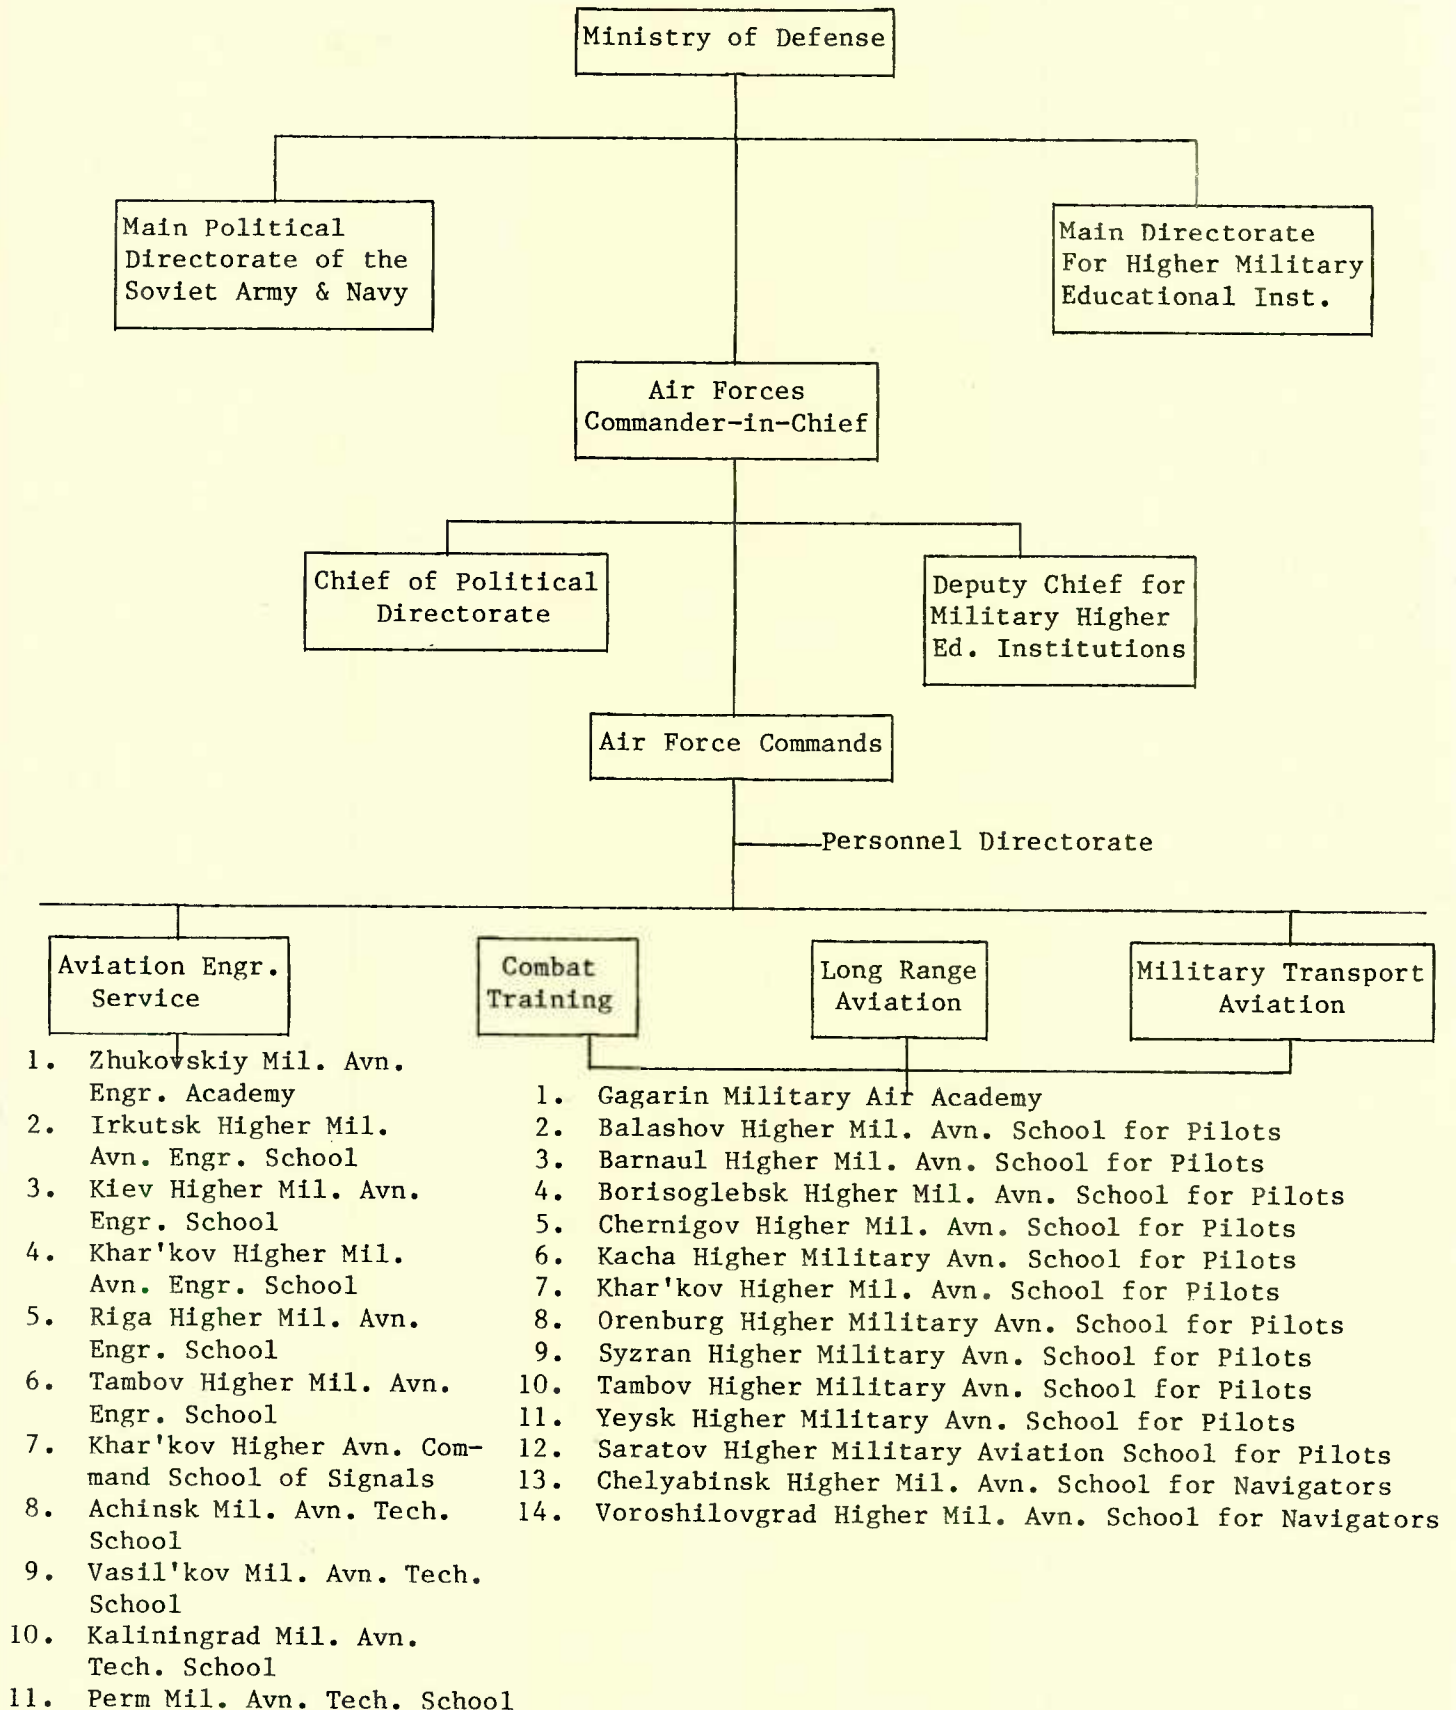 Ministry of Defense
Main Political
Directorate of the
Soviet Army & Navy
Main Directorate
For Higher Military
Educational Inst.
Air Forces
Commander-in-Chief
Chief of Political
Directorate
Deputy Chief for
Military Higher
Ed. Institutions
Air Force Commands
Personnel Directorate
Aviation Engr.
Service
Combat
Training
Long Range
Aviation
Military Transport
Aviation
1. Zhukovskiy Mil. Avn.
Engr. Academy
2. Irkutsk Higher Mil.
Avn. Engr. School
3. Kiev Higher Mil. Avn.
Engr. School
4. Khar'kov Higher Mil.
Avn. Engr. School
5. Riga Higher Mil. Avn.
Engr. School
6. Tambov Higher Mil. Avn.
Engr. School
7. Khar'kov Higher Avn. Com-
mand School of Signals
8. Achinsk Mil. Avn. Tech.
School
9. Vasil'kov Mil. Avn. Tech.
School
10. Kaliningrad Mil. Avn.
Tech. School
11. Perm Mil. Avn. Tech. School
1. Gagarin Military Air Academy
2. Balashov Higher Mil. Avn. School for Pilots
3. Barnaul Higher Mil. Avn. School for Pilots
4. Borisoglebsk Higher Mil. Avn. School for Pilots
5. Chernigov Higher Mil. Avn. School for Pilots
6. Kacha Higher Military Avn. School for Pilots
7. Khar'kov Higher Mil. Avn. School for Pilots
8. Orenburg Higher Military Avn. School for Pilots
9. Syzran Higher Military Avn. School for Pilots
10. Tambov Higher Military Avn. School for Pilots
11. Yeysk Higher Military Avn. School for Pilots
12. Saratov Higher Military Aviation School for Pilots
13. Chelyabinsk Higher Mil. Avn. School for Navigators
14. Voroshilovgrad Higher Mil. Avn. School for Navigators